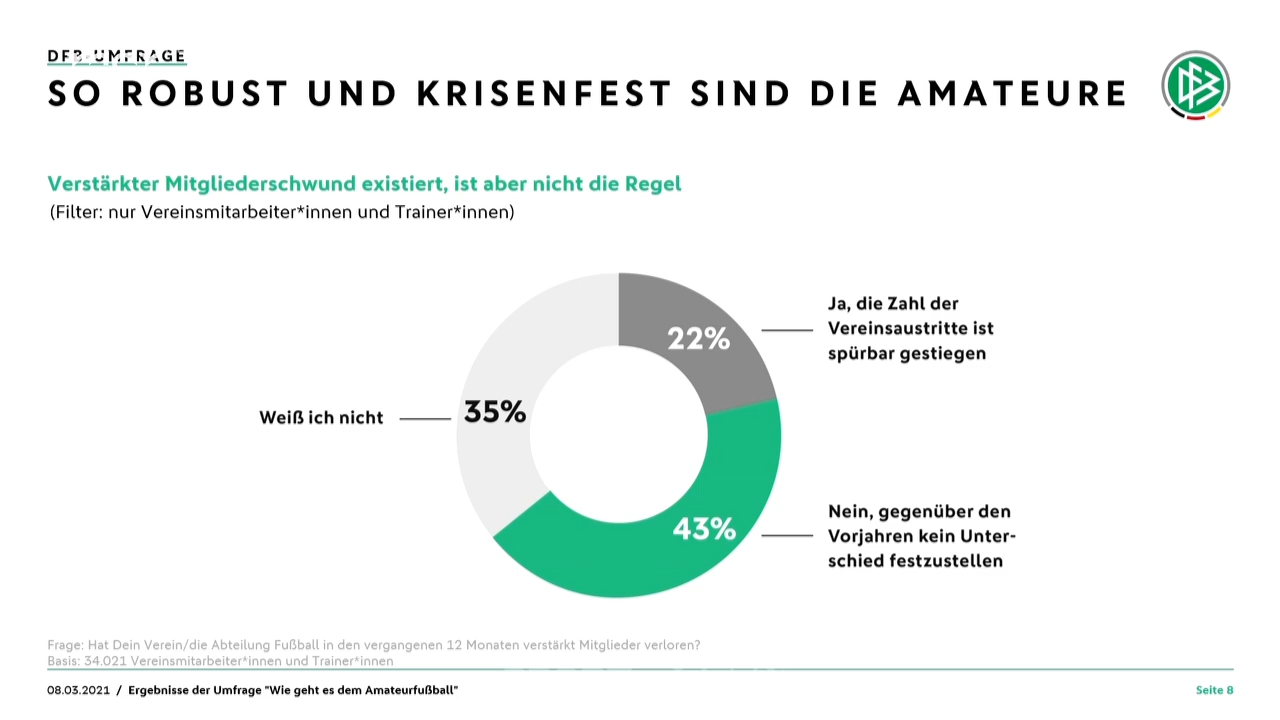 DFB-UMFRAGE
SO ROBUST UND KRISENFEST SIND DIE AMATEURE
DFB
Verstärkter Mitgliederschwund existiert, ist aber nicht die Regel
(Filter: nur Vereinsmitarbeiter*innen und Trainer*innen)
22%
Ja, die Zahl der
Vereinsaustritte ist
spürbar gestiegen
Weiß ich nicht
35%
43%
Nein, gegenüber den
Vorjahren kein Unter-
schied festzustellen
Frage: Hat Dein Verein/die Abteilung Fußball in den vergangenen 12 Monaten verstärkt Mitglieder verloren?
Basis: 34.021 Vereinsmitarbeiter*innen und Trainer*innen
08.03.2021 / Ergebnisse der Umfrage "Wie geht es dem Amateurfußball"
Seite 8